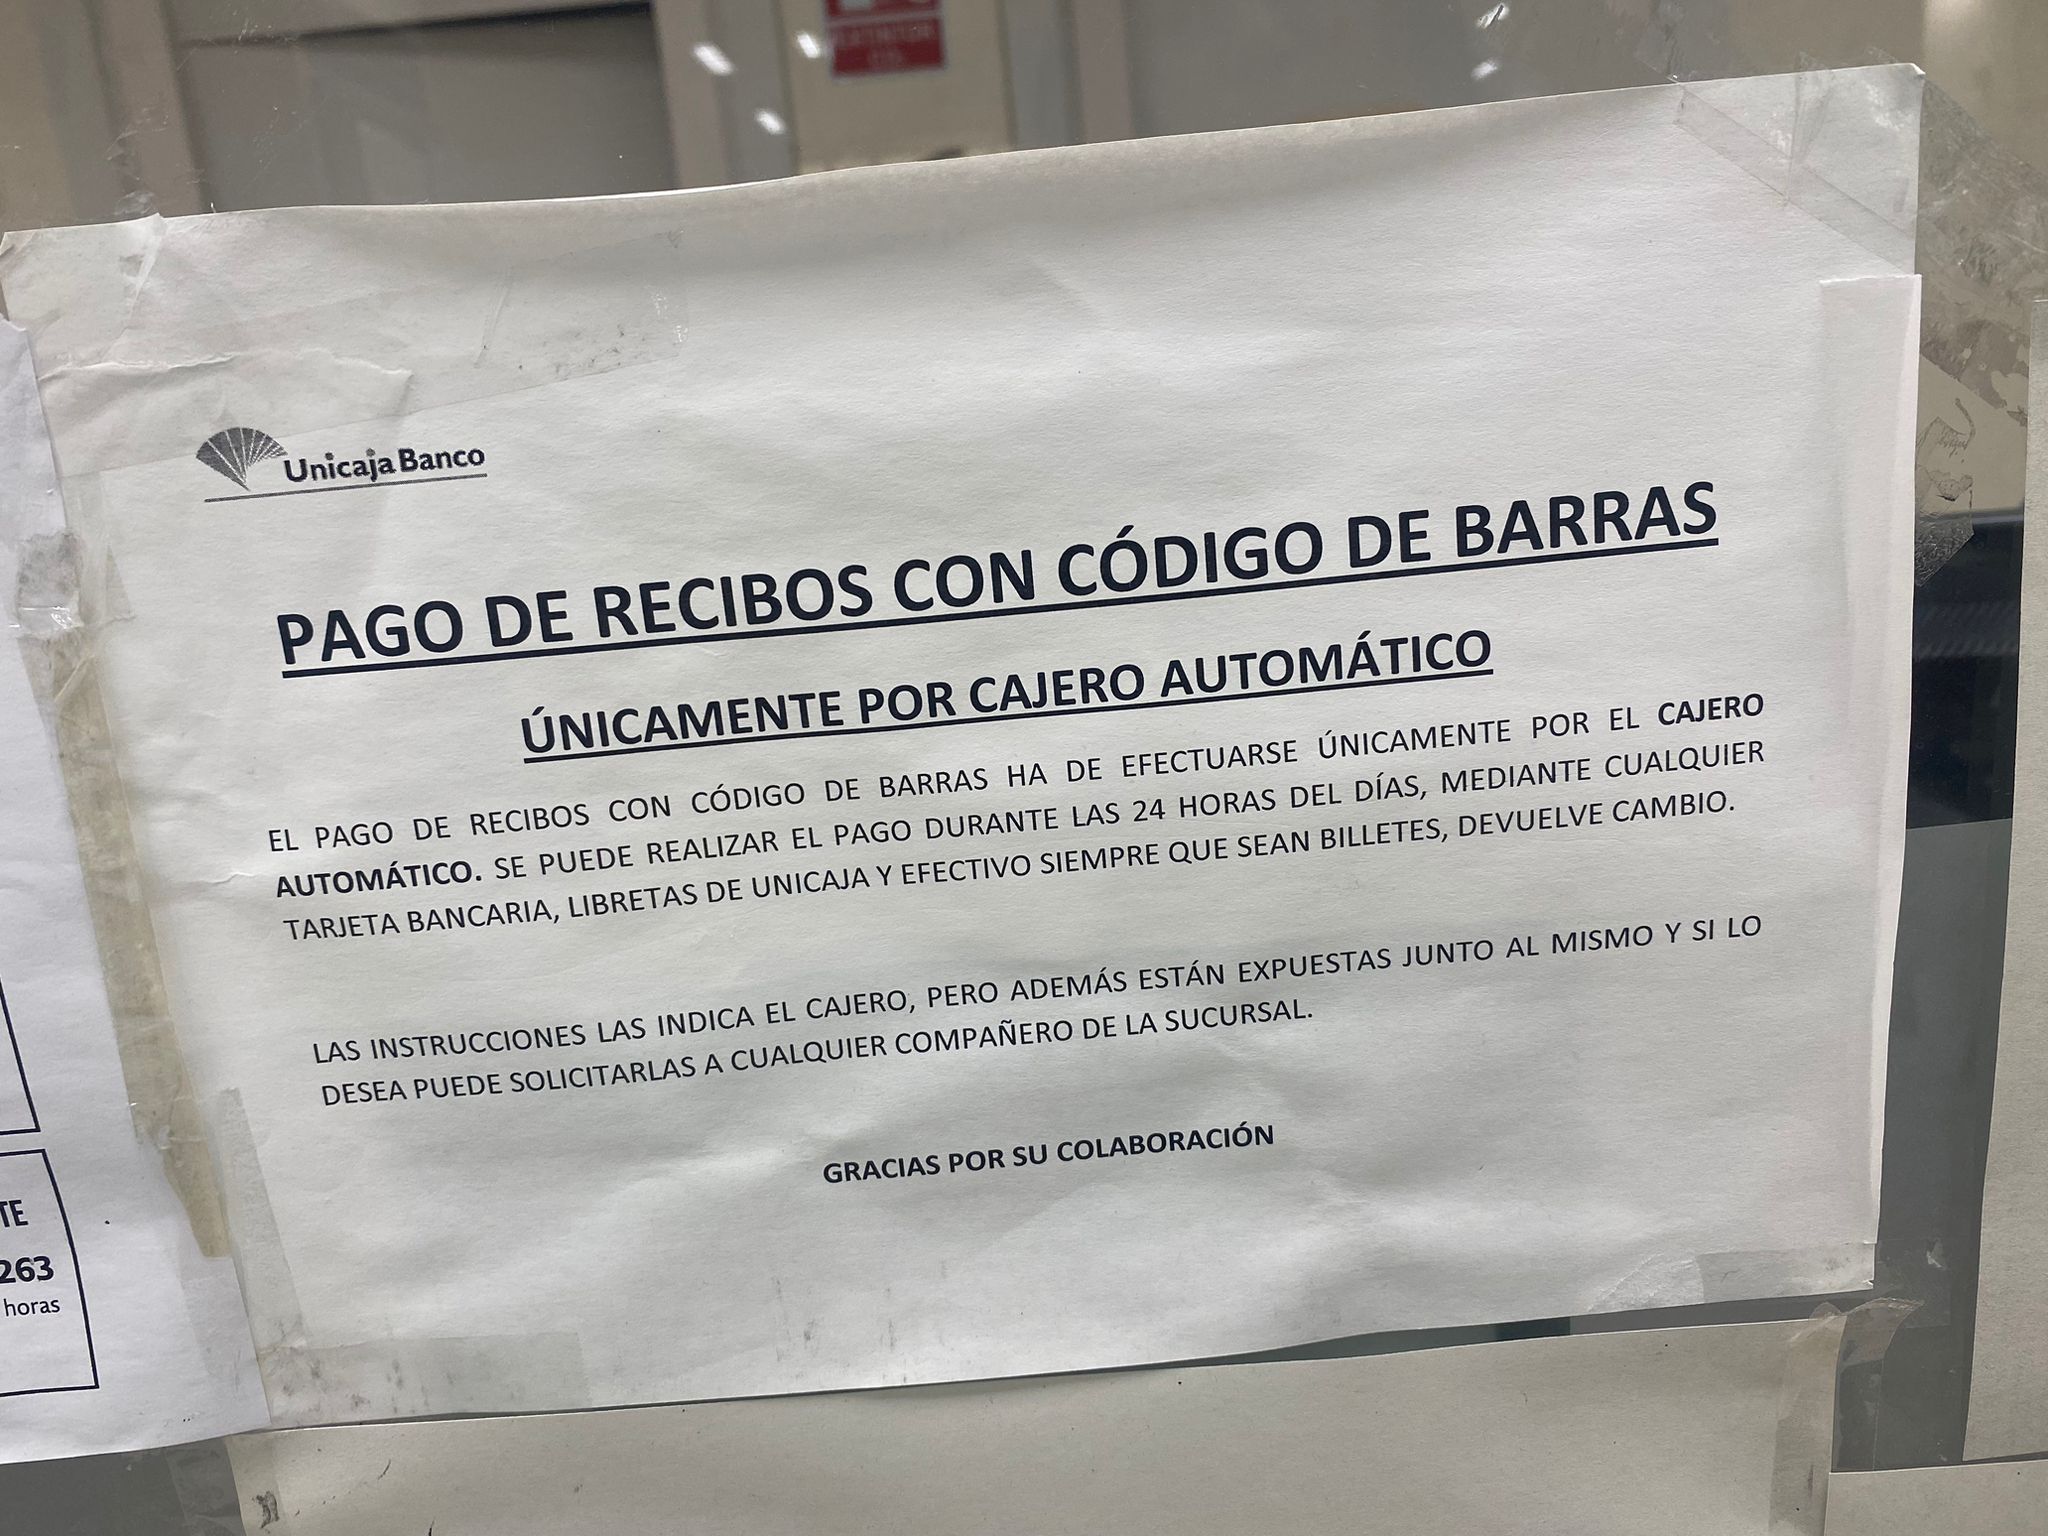 EXTINTOR
UnicajaBanco
PAGO DE RECIBOS CON CÓDIGO DE BARRAS
ÚNICAMENTE POR CAJERO AUTOMÁTICO
EL PAGO DE RECIBOS CON CÓDIGO DE BARRAS HA DE EFECTUARSE ÚNICAMENTE POR EL CAJERO
AUTOMÁTICO. SE PUEDE REALIZAR EL PAGO DURANTE LAS 24 HORAS DEL DÍAS, MEDIANTE CUALQUIER
TARJETA BANCARIA, LIBRETAS DE UNICAJA Y EFECTIVO SIEMPRE QUE SEAN BILLETES, DEVUELVE CAMBIO.
LAS INSTRUCCIONES LAS INDICA EL CAJERO, PERO ADEMÁS ESTÁN EXPUESTAS JUNTO AL MISMO Y SI LO
DESEA PUEDE SOLICITARLAS A CUALQUIER COMPAÑERO DE LA SUCURSAL.
GRACIAS POR SU COLABORACIÓN
TE
263
horas